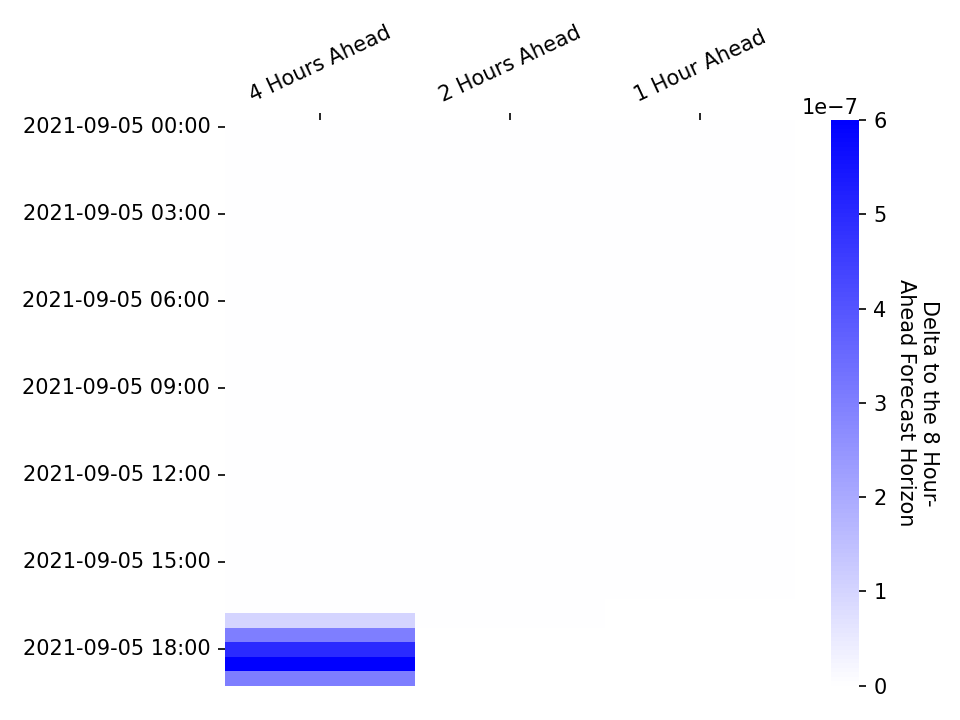 4 Hours Ahead
2 Hours Ahead
1 Hour Ahead
1e−7
2021-09-05 00:00
2021-09-05 03:00
2021-09-05 06:00
2021-09-05 09:00
2021-09-05 12:00
2021-09-05 15:00
2021-09-05 18:00
6
5
4
3
2
1
0
Delta to the 8 Hour-
Ahead Forecast Horizon